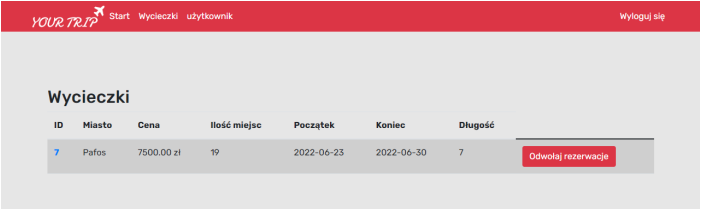 YOUR TRIP Start Wycieczki użytkownik Wyloguj się
Wycieczki
ID Miasto Cena Ilość miejsc Początek Koniec Długość
7 Pafos 7500.00 zł 19 2022-06-23 2022-06-30 7 Odwołaj rezerwacje